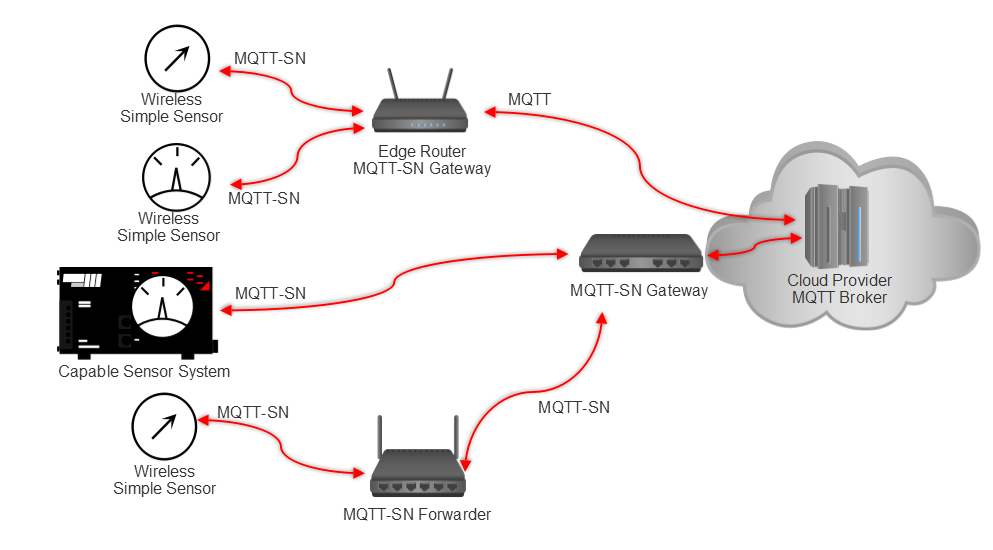 MQTT-SN
Wireless
Simple Sensor
MQTT
Edge Router
MQTT-SN Gateway
MQTT-SN
Wireless
Simple Sensor
MQTT-SN
MQTT-SN Gateway
Cloud Provider
MQTT Broker
Capable Sensor System
MQTT-SN
MQTT-SN
Wireless
Simple Sensor
MQTT-SN Forwarder